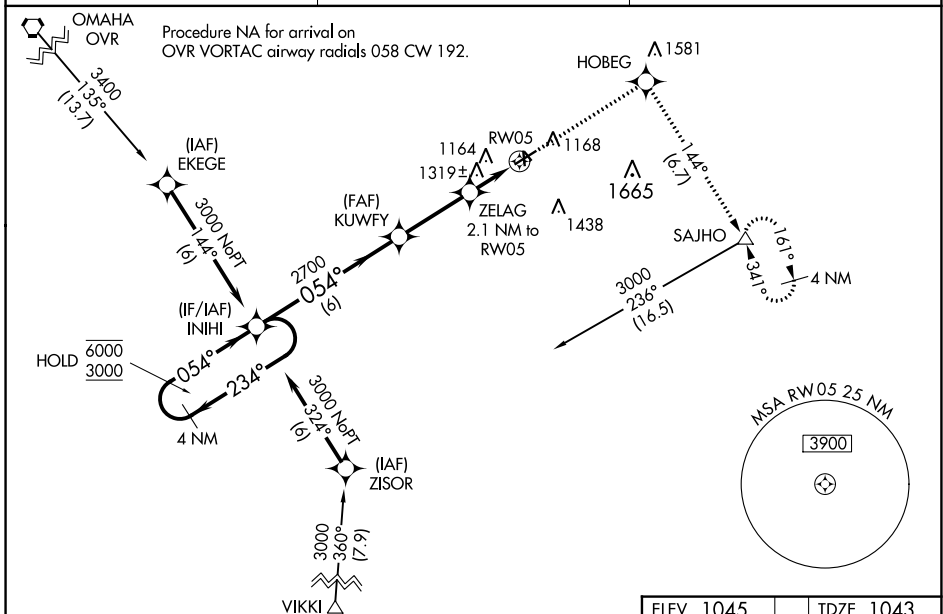 OMAHA
OVR
Procedure NA for arrival on
OVR VORTAC airway radials 058 CW 192.
3400
135°
(13.7)
HOBEG
1581
(IAF)
EKEGE
RW05
1164
1168
1319±
1665
144°
(6.7)
(FAF)
KUWFY
ZELAG
2.1 NM to
RW05
1438
3000 NoPT
144°
(6)
SAJHO
161°
341°
4 NM
2700
054°
(6)
3000
236°
(16.5)
(IF/IAF)
INIHI
HOLD
6000
3000
054°
234°
4 NM
3000 NoPT
324°
(6)
MSA RW05 25 NM
3900
(IAF)
ZISOR
3000
360°
(7.9)
VIKKI
ELEV 1045
TDZE 1043